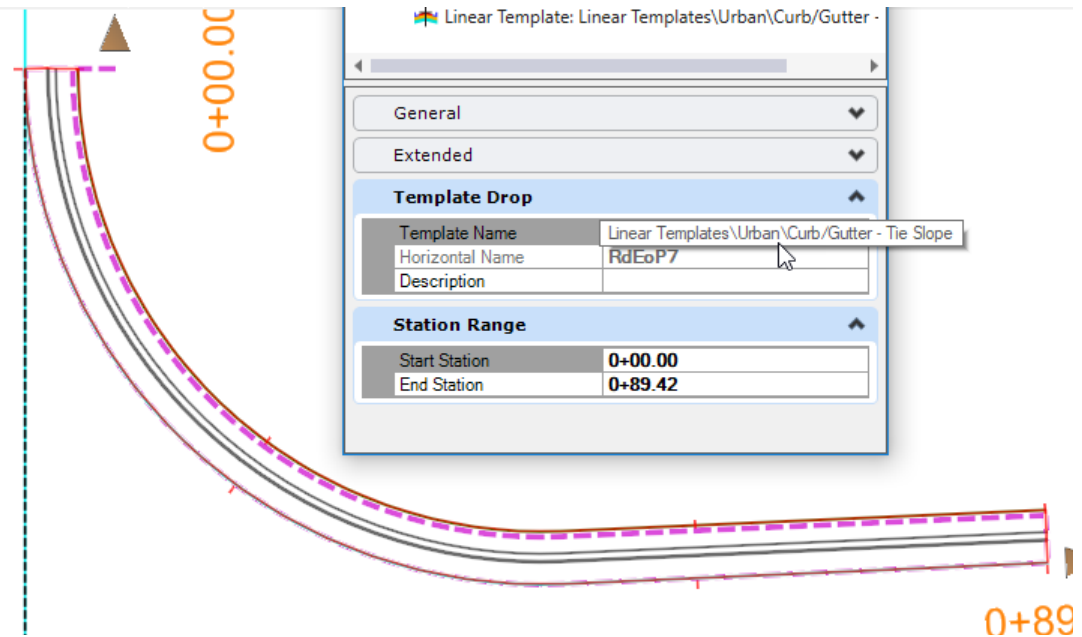 Linear Template: Linear Templates\Urban\Curb/Gutter -
0+00.00
General
Extended
Template Drop
Template Name
Linear Templates\Urban\Curb/Gutter - Tie Slope
Horizontal Name
RdEoP7
Description
Station Range
Start Station
0+00.00
End Station
0+89.42
0+89